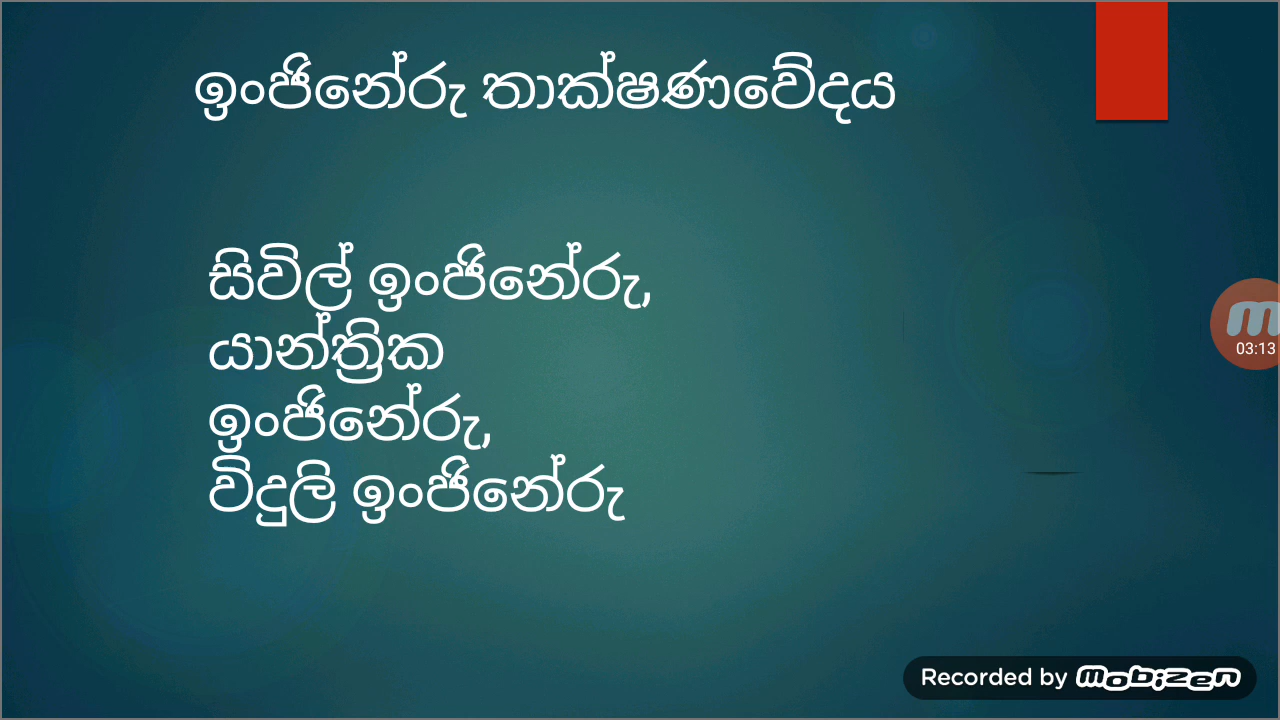 ඉංජිනේරු තාක්ෂණවේදය
සිවිල් ඉංජිනේරු,
යාන්ත්‍රික
ඉංජිනේරු,
විදුලි ඉංජිනේරු
03:13
Recorded by mobizen